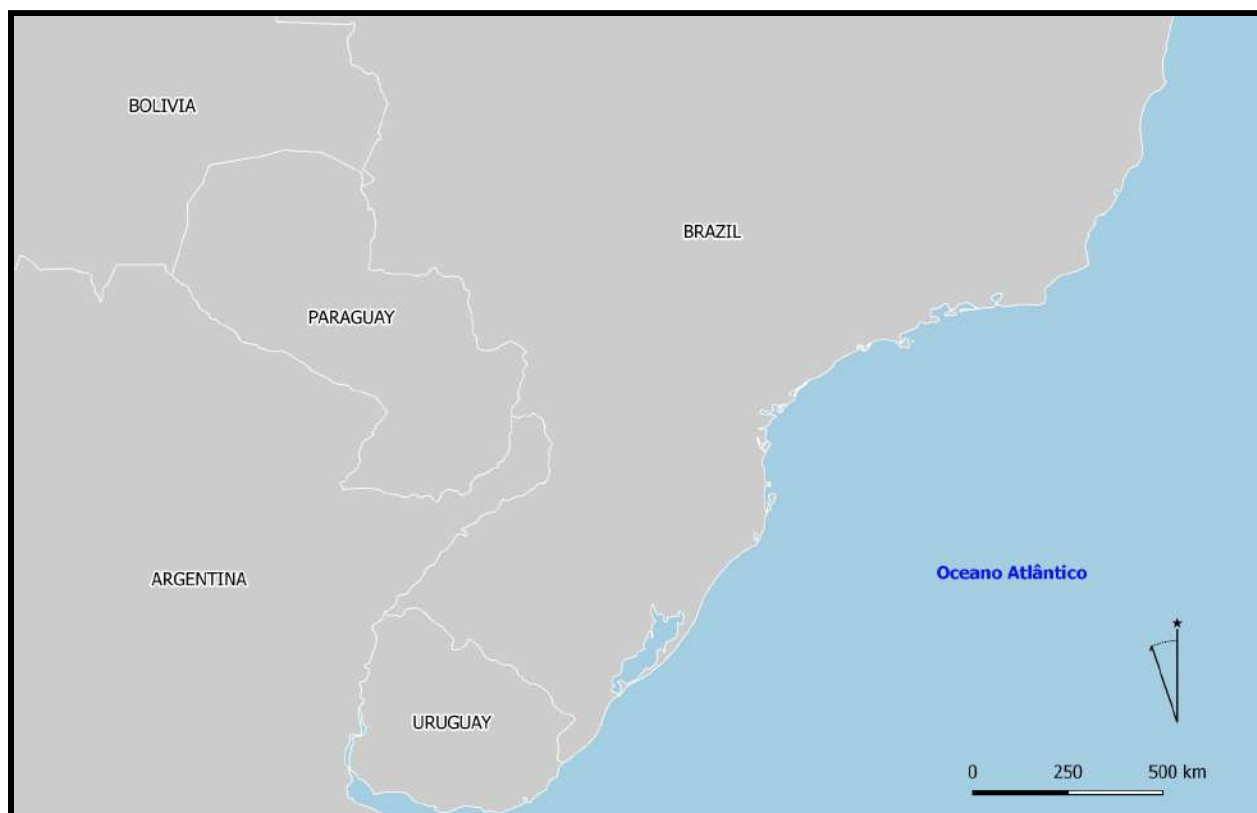 BOLIVIA
BRAZIL
PARAGUAY
Oceano Atlântico
ARGENTINA
URUGUAY
0 250 500 km